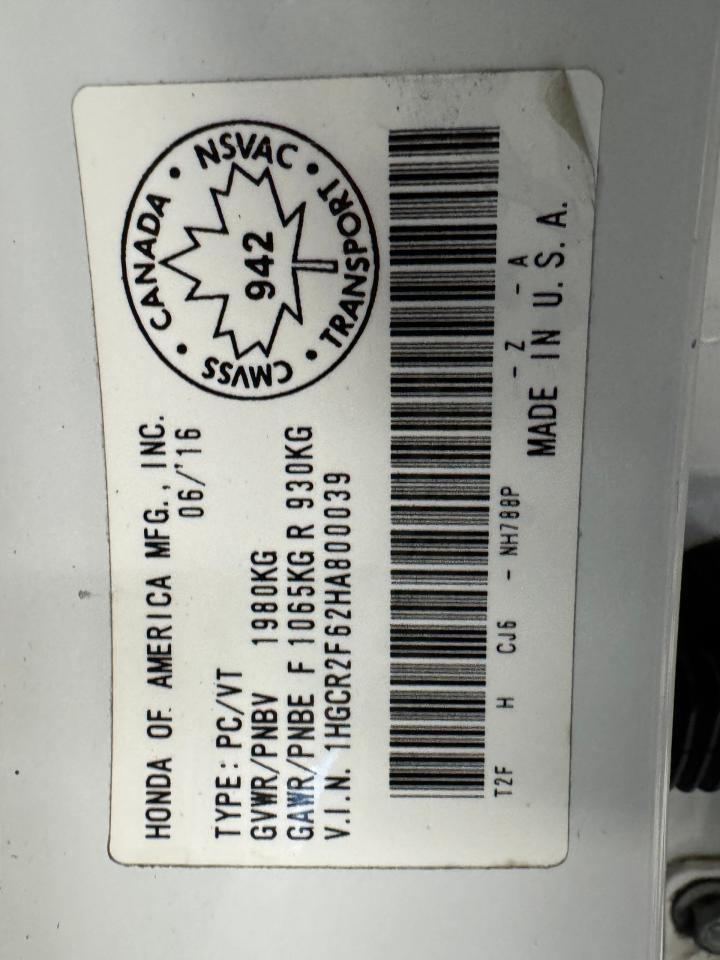 HONDA OF AMERICA MFG., INC.
06/'16
TYPE: PC/VT
GVWR/PNBV 1980KG
GAWR/PNBE F 1065KG R 930KG
V.I.N. 1HGCR2F62HA800039
CANADA • NSVAC • TRANSPORT • CMVSS •
942
T2F H CJ6 - NH788P - Z - A
MADE IN U.S.A.